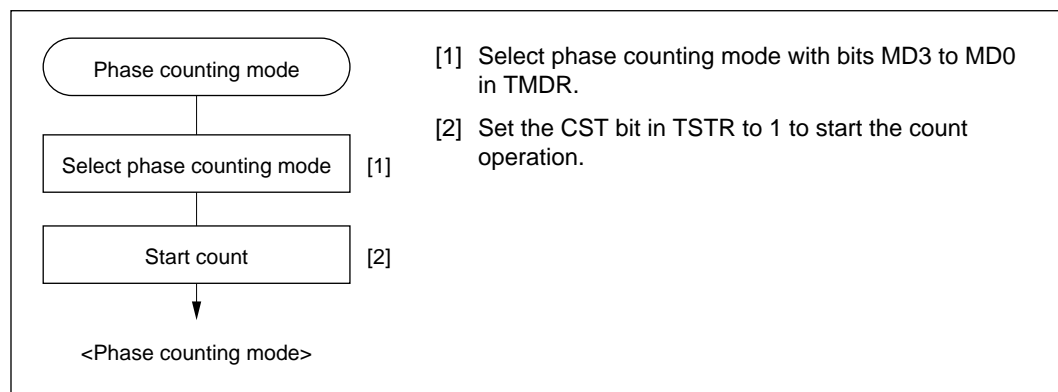 Phase counting mode
Select phase counting mode [1]
Start count [2]
<Phase counting mode>
[1] Select phase counting mode with bits MD3 to MD0
in TMDR.
[2] Set the CST bit in TSTR to 1 to start the count
operation.